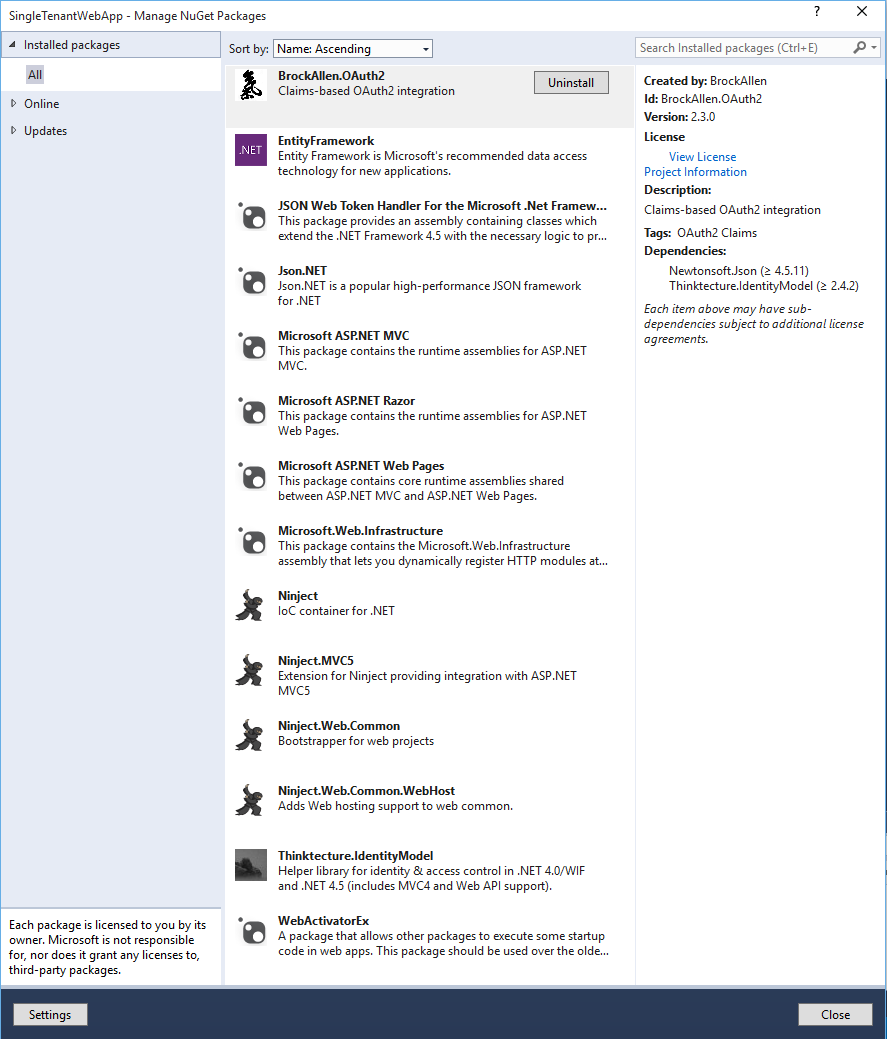 SingleTenantWebApp - Manage NuGet Packages
?
Installed packages
All
Online
Updates
Each package is licensed to you by its
owner. Microsoft is not responsible
for, nor does it grant any licenses to,
third-party packages.
Sort by: Name: Ascending
BrockAllen.OAuth2
Claims-based OAuth2 integration
Uninstall
.NET
EntityFramework
Entity Framework is Microsoft's recommended data access
technology for new applications.
JSON Web Token Handler For the Microsoft .Net Framew...
This package provides an assembly containing classes which
extend the .NET Framework 4.5 with the necessary logic to pr...
Json.NET
Json.NET is a popular high-performance JSON framework
for .NET
Microsoft ASP.NET MVC
This package contains the runtime assemblies for ASP.NET
MVC.
Microsoft ASP.NET Razor
This package contains the runtime assemblies for ASP.NET
Web Pages.
Microsoft ASP.NET Web Pages
This package contains core runtime assemblies shared
between ASP.NET MVC and ASP.NET Web Pages.
Microsoft.Web.Infrastructure
This package contains the Microsoft.Web.Infrastructure
assembly that lets you dynamically register HTTP modules at...
Ninject
IoC container for .NET
Ninject.MVC5
Extension for Ninject providing integration with ASP.NET
MVC5
Ninject.Web.Common
Bootstrapper for web projects
Ninject.Web.Common.WebHost
Adds Web hosting support to web common.
Thinktecture.IdentityModel
Helper library for identity & access control in .NET 4.0/WIF
and .NET 4.5 (includes MVC4 and Web API support).
WebActivatorEx
A package that allows other packages to execute some startup
code in web apps. This package should be used over the olde...
Search Installed packages (Ctrl+E)
Created by: BrockAllen
Id: BrockAllen.OAuth2
Version: 2.3.0
License
View License
Project Information
Description:
Claims-based OAuth2 integration
Tags: OAuth2 Claims
Dependencies:
Newtonsoft.Json (≥ 4.5.11)
Thinktecture.IdentityModel (≥ 2.4.2)
Each item above may have sub-
dependencies subject to additional license
agreements.
Settings
Close